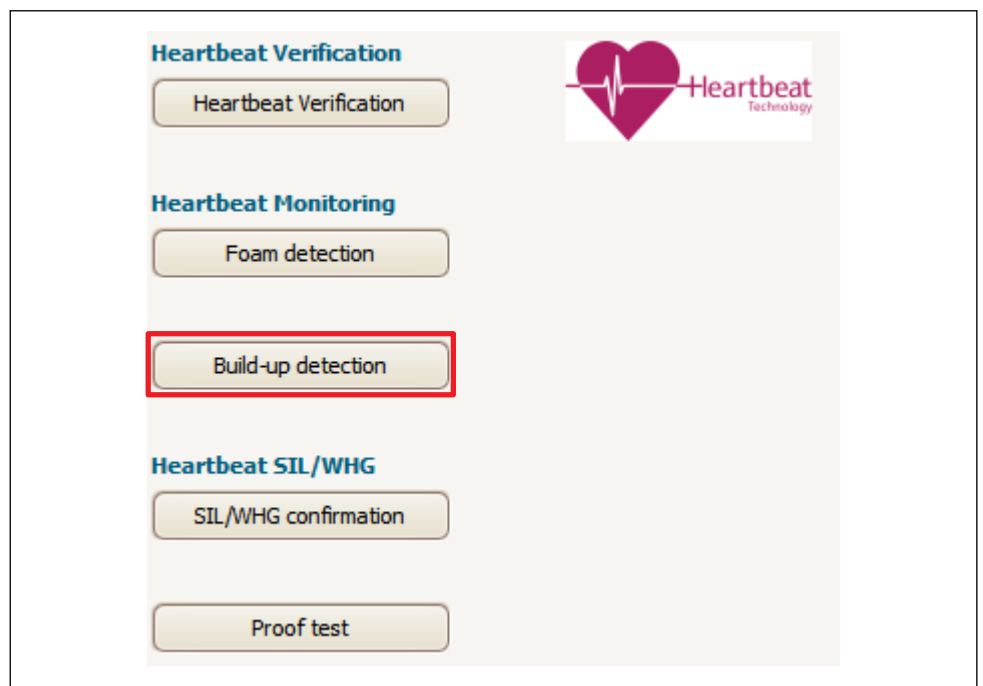 Heartbeat Verification
Heartbeat Verification
Heartbeat
Technology
Heartbeat Monitoring
Foam detection
Build-up detection
Heartbeat SIL/WHG
SIL/WHG confirmation
Proof test